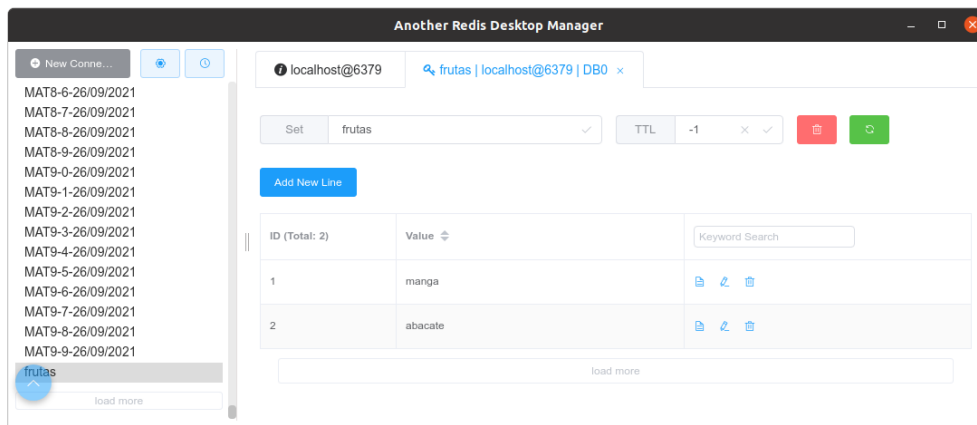 Another Redis Desktop Manager
New Conne...
MAT8-6-26/09/2021
MAT8-7-26/09/2021
MAT8-8-26/09/2021
MAT8-9-26/09/2021
MAT9-0-26/09/2021
MAT9-1-26/09/2021
MAT9-2-26/09/2021
MAT9-3-26/09/2021
MAT9-4-26/09/2021
MAT9-5-26/09/2021
MAT9-6-26/09/2021
MAT9-7-26/09/2021
MAT9-8-26/09/2021
MAT9-9-26/09/2021
frutas
load more
localhost@6379
frutas | localhost@6379 | DB0 ×
Set frutas
TTL -1
Add New Line
ID (Total: 2) Value Keyword Search
1 manga
2 abacate
load more